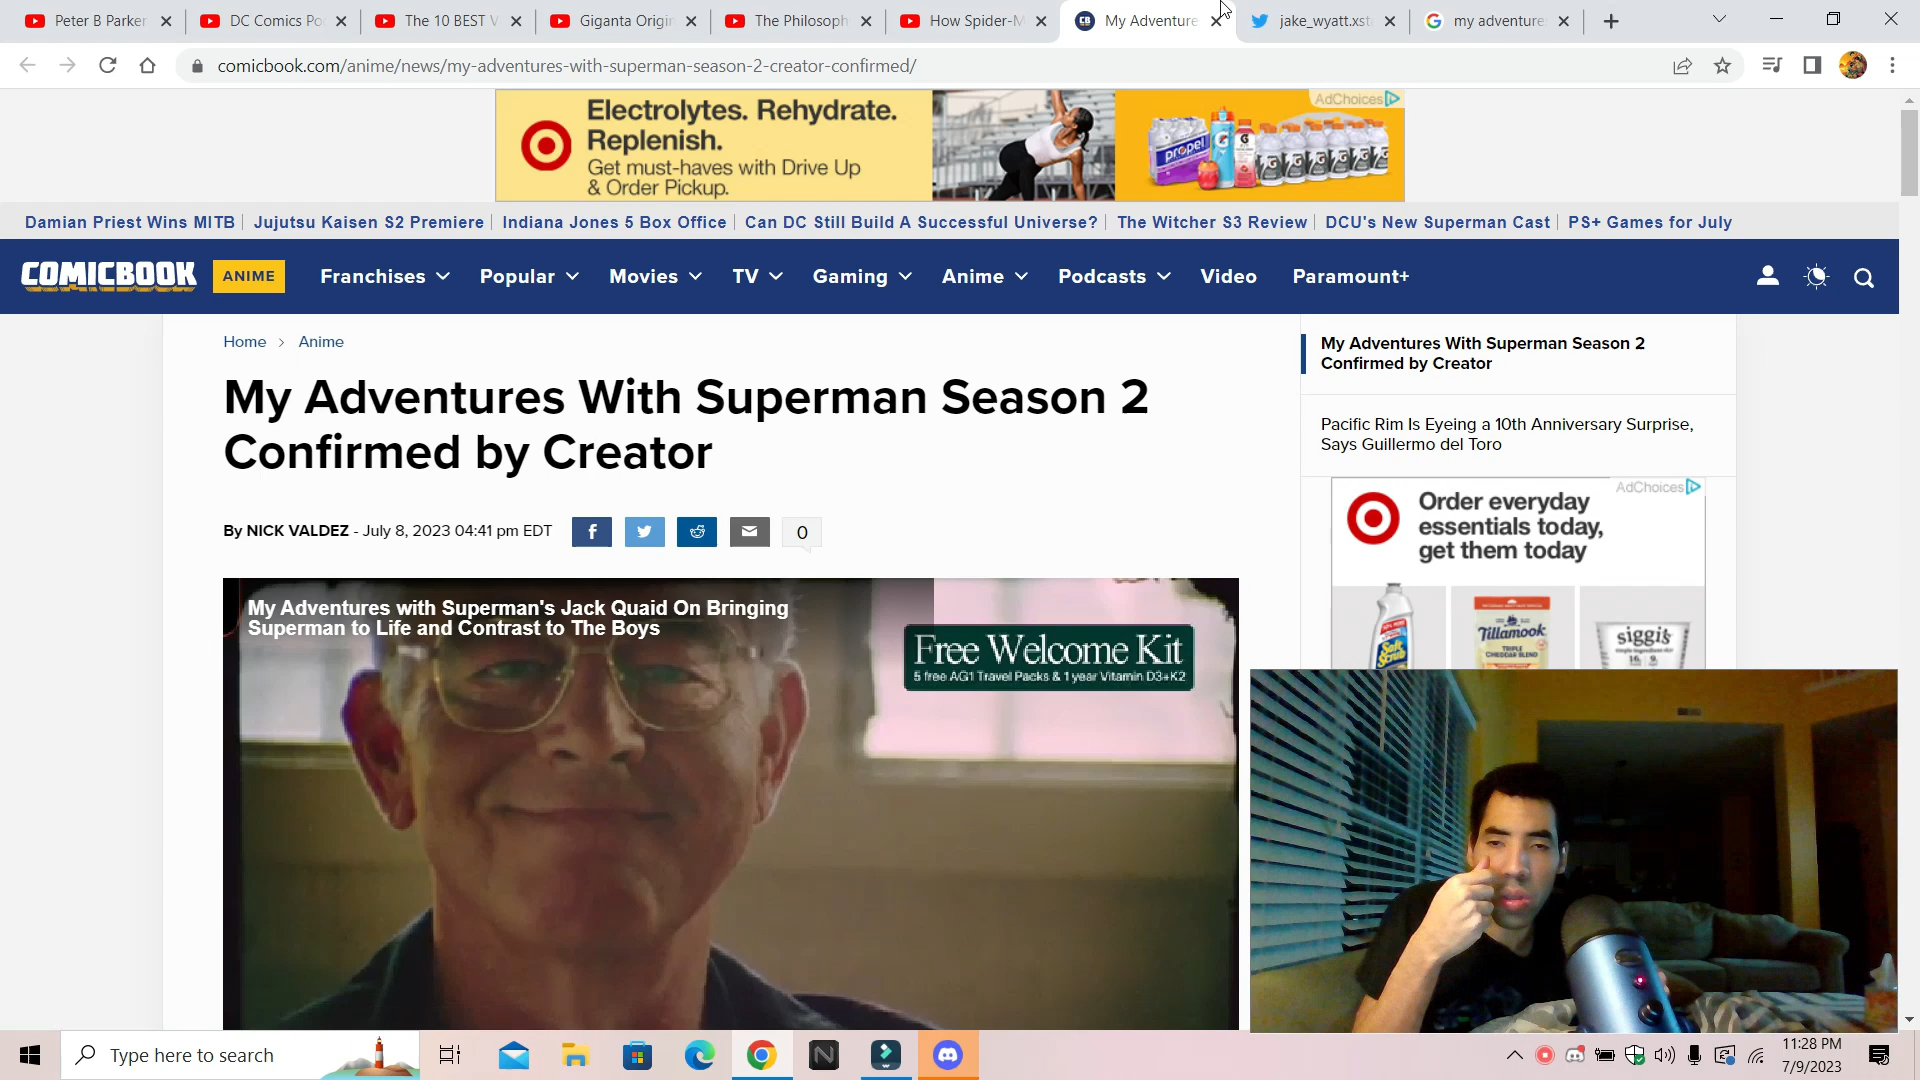 Peter B Parker
DC Comics Po
The 10 BEST V
Giganta Origin
The Philosoph
How Spider-M
My Adventure
jake_wyatt.xst
my adventure
comicbook.com/anime/news/my-adventures-with-superman-season-2-creator-confirmed/
Electrolytes. Rehydrate.
Replenish.
Get must-haves with Drive Up
& Order Pickup.
propel
AdChoices
Damian Priest Wins MITB
Jujutsu Kaisen S2 Premiere
Indiana Jones 5 Box Office
Can DC Still Build A Successful Universe?
The Witcher S3 Review
DCU's New Superman Cast
PS+ Games for July
COMICBOOK
ANIME
Franchises
Popular
Movies
TV
Gaming
Anime
Podcasts
Video
Paramount+
Home > Anime
My Adventures With Superman Season 2
Confirmed by Creator
By NICK VALDEZ - July 8, 2023 04:41 pm EDT
0
My Adventures with Superman's Jack Quaid On Bringing
Superman to Life and Contrast to The Boys
Free Welcome Kit
5 free AG1 Travel Packs & 1 year Vitamin D3+K2
My Adventures With Superman Season 2
Confirmed by Creator
Pacific Rim Is Eyeing a 10th Anniversary Surprise,
Says Guillermo del Toro
AdChoices
Order everyday
essentials today,
get them today
Soft
Scrub
Tillamook
TRIPLE
CHEDDAR BLEND
siggi's
Type here to search
11:28 PM
7/9/2023